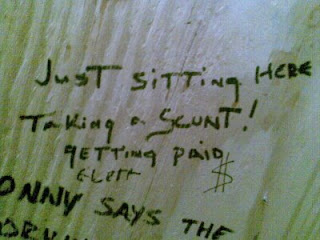 Just sitting HERE
Taking a SCUNT!
getting paid
$
ONNY SAYS THE